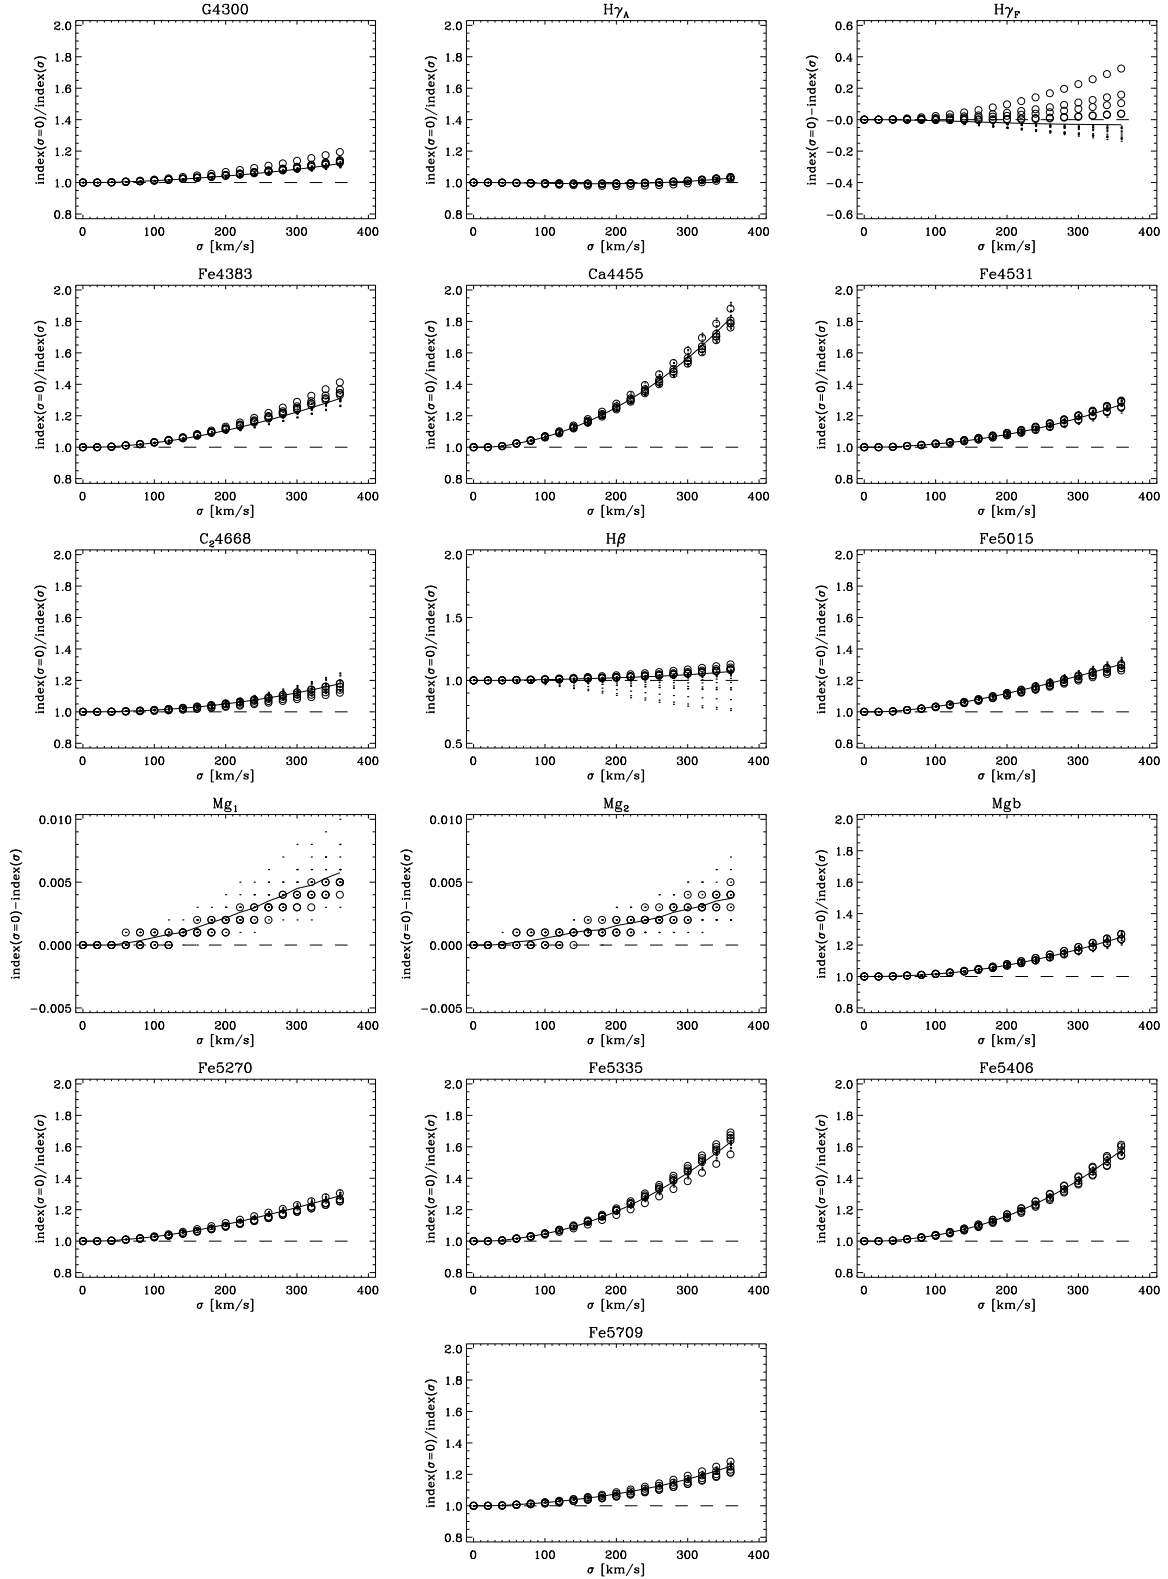 G4300
2.0
1.8
1.6
1.4
1.2
1.0
0.8
index(σ=0)/index(σ)
0 100 200 300 400
σ [km/s]
HγA
2.0
1.8
1.6
1.4
1.2
1.0
0.8
index(σ=0)/index(σ)
0 100 200 300 400
σ [km/s]
HγF
0.6
0.4
0.2
-0.0
-0.2
-0.4
-0.6
index(σ=0)-index(σ)
0 100 200 300 400
σ [km/s]
Fe4383
2.0
1.8
1.6
1.4
1.2
1.0
0.8
index(σ=0)/index(σ)
0 100 200 300 400
σ [km/s]
Ca4455
2.0
1.8
1.6
1.4
1.2
1.0
0.8
index(σ=0)/index(σ)
0 100 200 300 400
σ [km/s]
Fe4531
2.0
1.8
1.6
1.4
1.2
1.0
0.8
index(σ=0)/index(σ)
0 100 200 300 400
σ [km/s]
C₂4668
2.0
1.8
1.6
1.4
1.2
1.0
0.8
index(σ=0)/index(σ)
0 100 200 300 400
σ [km/s]
Hβ
2.0
1.5
1.0
0.5
index(σ=0)/index(σ)
0 100 200 300 400
σ [km/s]
Fe5015
2.0
1.8
1.6
1.4
1.2
1.0
0.8
index(σ=0)/index(σ)
0 100 200 300 400
σ [km/s]
Mg₁
0.010
0.005
0.000
-0.005
index(σ=0)-index(σ)
0 100 200 300 400
σ [km/s]
Mg₂
0.010
0.005
0.000
-0.005
index(σ=0)-index(σ)
0 100 200 300 400
σ [km/s]
Mgb
2.0
1.8
1.6
1.4
1.2
1.0
0.8
index(σ=0)/index(σ)
0 100 200 300 400
σ [km/s]
Fe5270
2.0
1.8
1.6
1.4
1.2
1.0
0.8
index(σ=0)/index(σ)
0 100 200 300 400
σ [km/s]
Fe5335
2.0
1.8
1.6
1.4
1.2
1.0
0.8
index(σ=0)/index(σ)
0 100 200 300 400
σ [km/s]
Fe5406
2.0
1.8
1.6
1.4
1.2
1.0
0.8
index(σ=0)/index(σ)
0 100 200 300 400
σ [km/s]
Fe5709
2.0
1.8
1.6
1.4
1.2
1.0
0.8
index(σ=0)/index(σ)
0 100 200 300 400
σ [km/s]